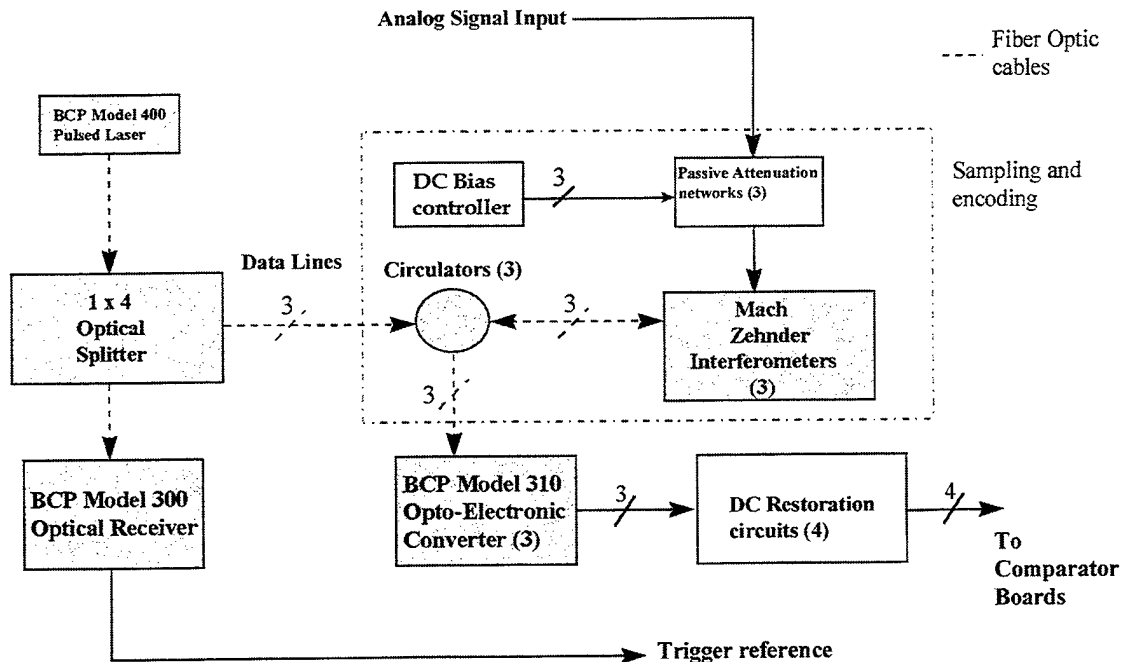 Analog Signal Input
Fiber Optic
cables
BCP Model 400
Pulsed Laser
DC Bias
controller
3
Passive Attenuation
networks (3)
Sampling and
encoding
1 x 4
Optical
Splitter
Data Lines
3
Circulators (3)
3
Mach
Zehnder
Interferometers
(3)
3
BCP Model 300
Optical Receiver
BCP Model 310
Opto-Electronic
Converter (3)
3
DC Restoration
circuits (4)
4
To
Comparator
Boards
Trigger reference